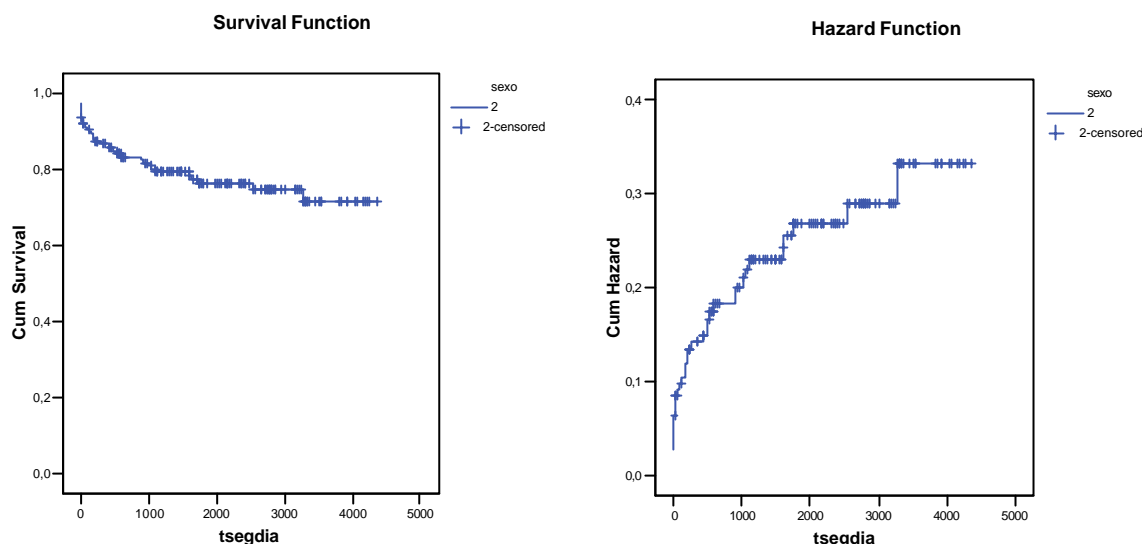 Survival Function
Cum Survival
1,0
0,8
0,6
0,4
0,2
0,0
0 1000 2000 3000 4000 5000
tsegdia
sexo
2
2-censored
Hazard Function
Cum Hazard
0,4
0,3
0,2
0,1
0,0
0 1000 2000 3000 4000 5000
tsegdia
sexo
2
2-censored